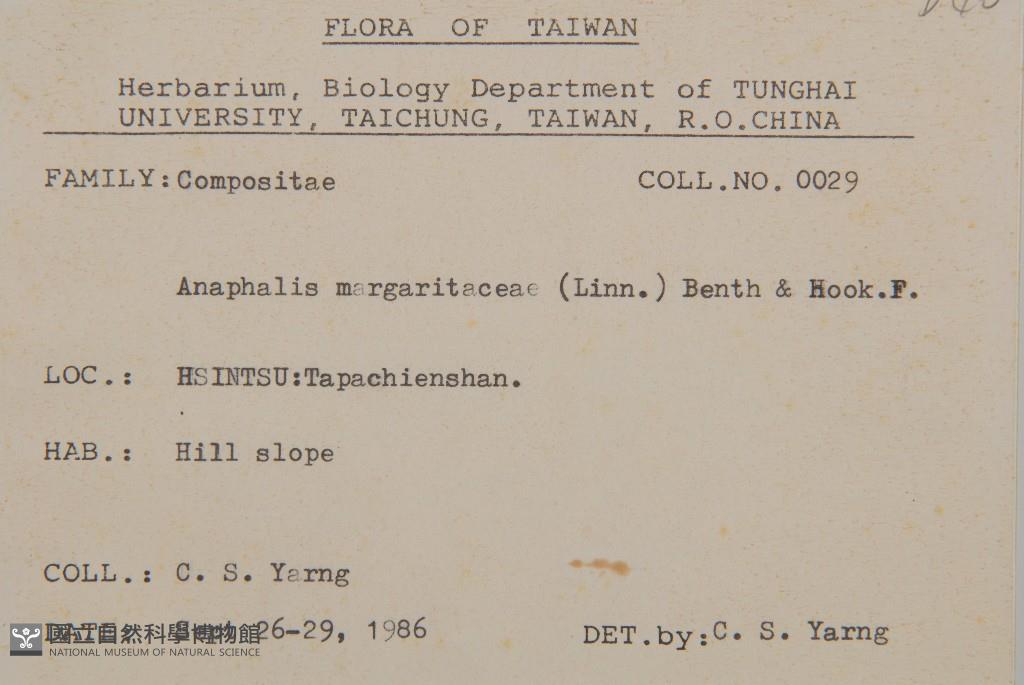 FLORA OF TAIWAN
Herbarium, Biology Department of TUNGHAI
UNIVERSITY, TAICHUNG, TAIWAN, R.O.CHINA
FAMILY: Compositae COLL.NO. 0029
Anaphalis margaritaceae (Linn.) Benth & Hook.F.
LOC.: HSINTSU:Tapachienshan.
HAB.: Hill slope
COLL.: C. S. Yarng
26-29, 1986 DET.by: C. S. Yarng
國立自然科學博物館
NATIONAL MUSEUM OF NATURAL SCIENCE